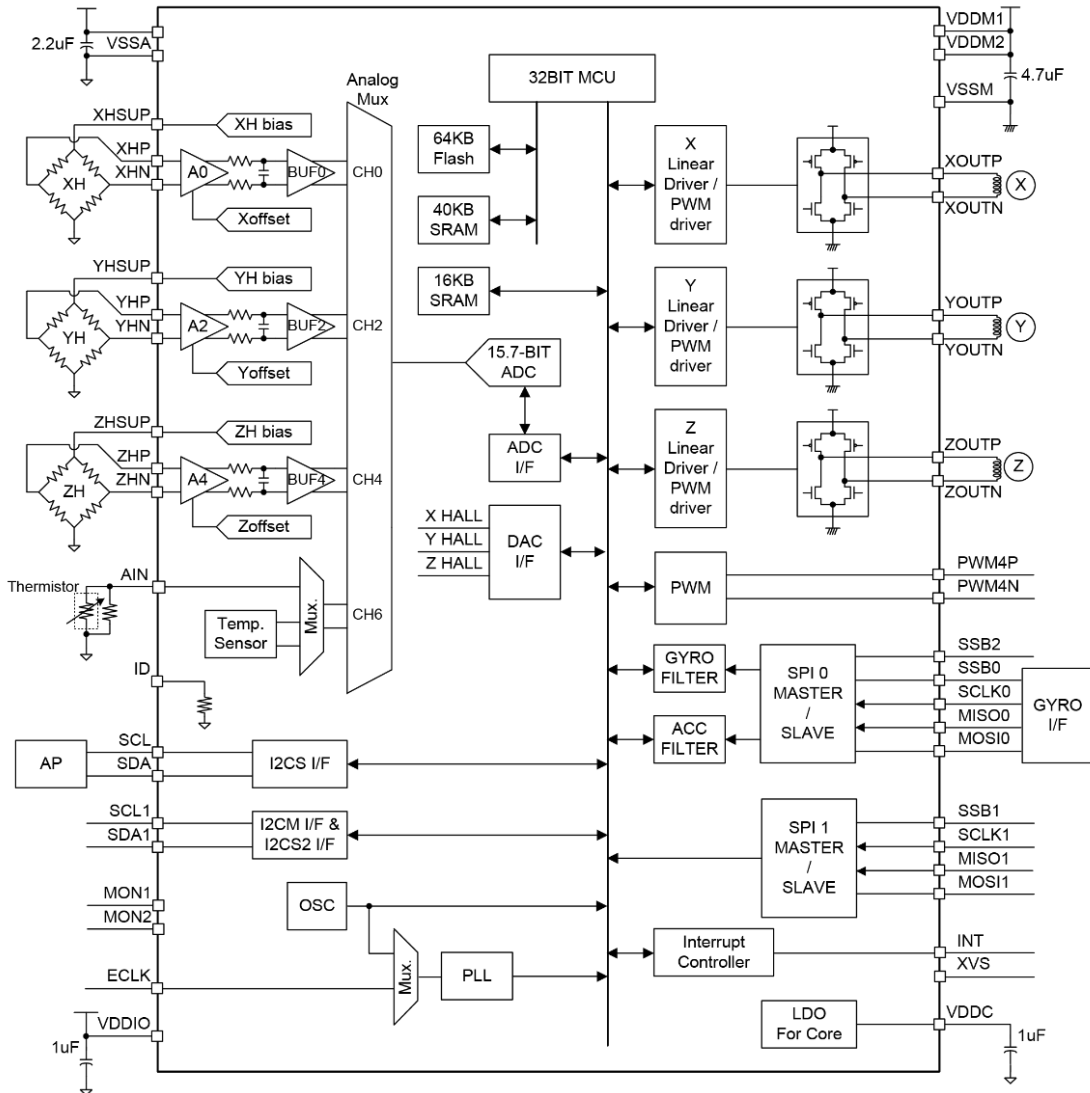 2.2uF
VSSA
XHSUP
XHP
XHN
XH
XH bias
A0
BUF0
Xoffset
YHSUP
YHP
YHN
YH
YH bias
A2
BUF2
Yoffset
ZHSUP
ZHP
ZHN
ZH
ZH bias
A4
BUF4
Zoffset
Analog
Mux
CH0
CH2
CH4
CH6
Thermistor
AIN
Temp.
Sensor
Mux.
ID
AP
SCL
SDA
I2CS I/F
SCL1
SDA1
I2CM I/F &
I2CS2 I/F
MON1
MON2
OSC
ECLK
Mux.
PLL
VDDIO
1uF
32BIT MCU
64KB
Flash
40KB
SRAM
16KB
SRAM
15.7-BIT
ADC
ADC
I/F
X HALL
Y HALL
Z HALL
DAC
I/F
X
Linear
Driver /
PWM
driver
Y
Linear
Driver /
PWM
driver
Z
Linear
Driver /
PWM
driver
PWM
GYRO
FILTER
ACC
FILTER
SPI 0
MASTER
/
SLAVE
SPI 1
MASTER
/
SLAVE
Interrupt
Controller
LDO
For Core
VDDM1
VDDM2
4.7uF
VSSM
XOUTP
X
XOUTN
YOUTP
Y
YOUTN
ZOUTP
Z
ZOUTN
PWM4P
PWM4N
SSB2
SSB0
SCLK0
MISO0
MOSI0
GYRO
I/F
SSB1
SCLK1
MISO1
MOSI1
INT
XVS
VDDC
1uF